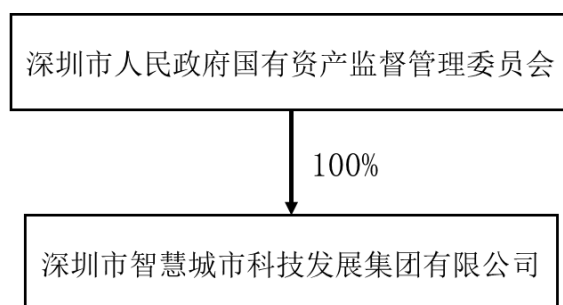 深圳市人民政府国有资产监督管理委员会
100%
深圳市智慧城市科技发展集团有限公司